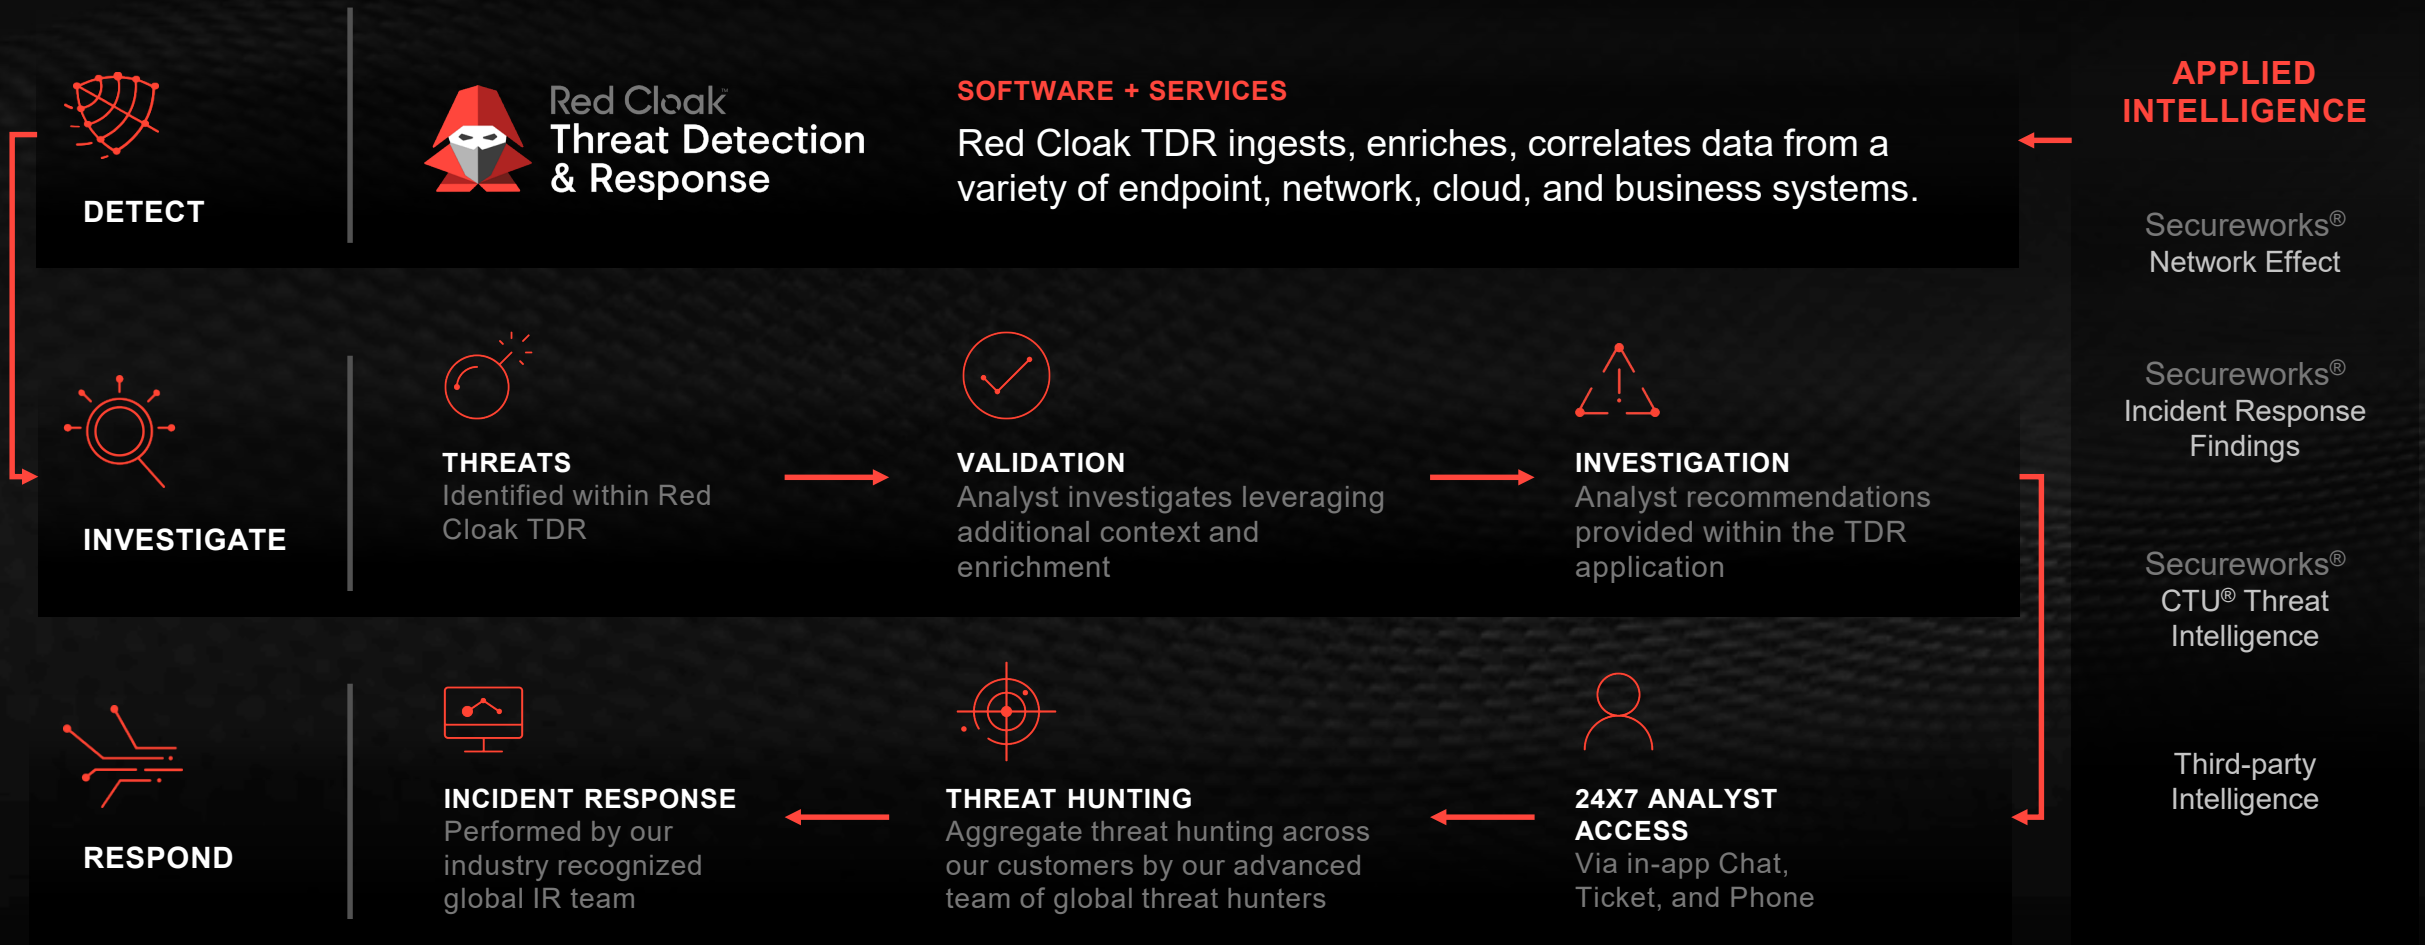 DETECT
Red Cloak™
Threat Detection
& Response
SOFTWARE + SERVICES
Red Cloak TDR ingests, enriches, correlates data from a
variety of endpoint, network, cloud, and business systems.
INVESTIGATE
THREATS
Identified within Red
Cloak TDR
VALIDATION
Analyst investigates leveraging
additional context and
enrichment
INVESTIGATION
Analyst recommendations
provided within the TDR
application
RESPOND
INCIDENT RESPONSE
Performed by our
industry recognized
global IR team
THREAT HUNTING
Aggregate threat hunting across
our customers by our advanced
team of global threat hunters
24X7 ANALYST
ACCESS
Via in-app Chat,
Ticket, and Phone
APPLIED
INTELLIGENCE
Secureworks®
Network Effect
Secureworks®
Incident Response
Findings
Secureworks®
CTU® Threat
Intelligence
Third-party
Intelligence